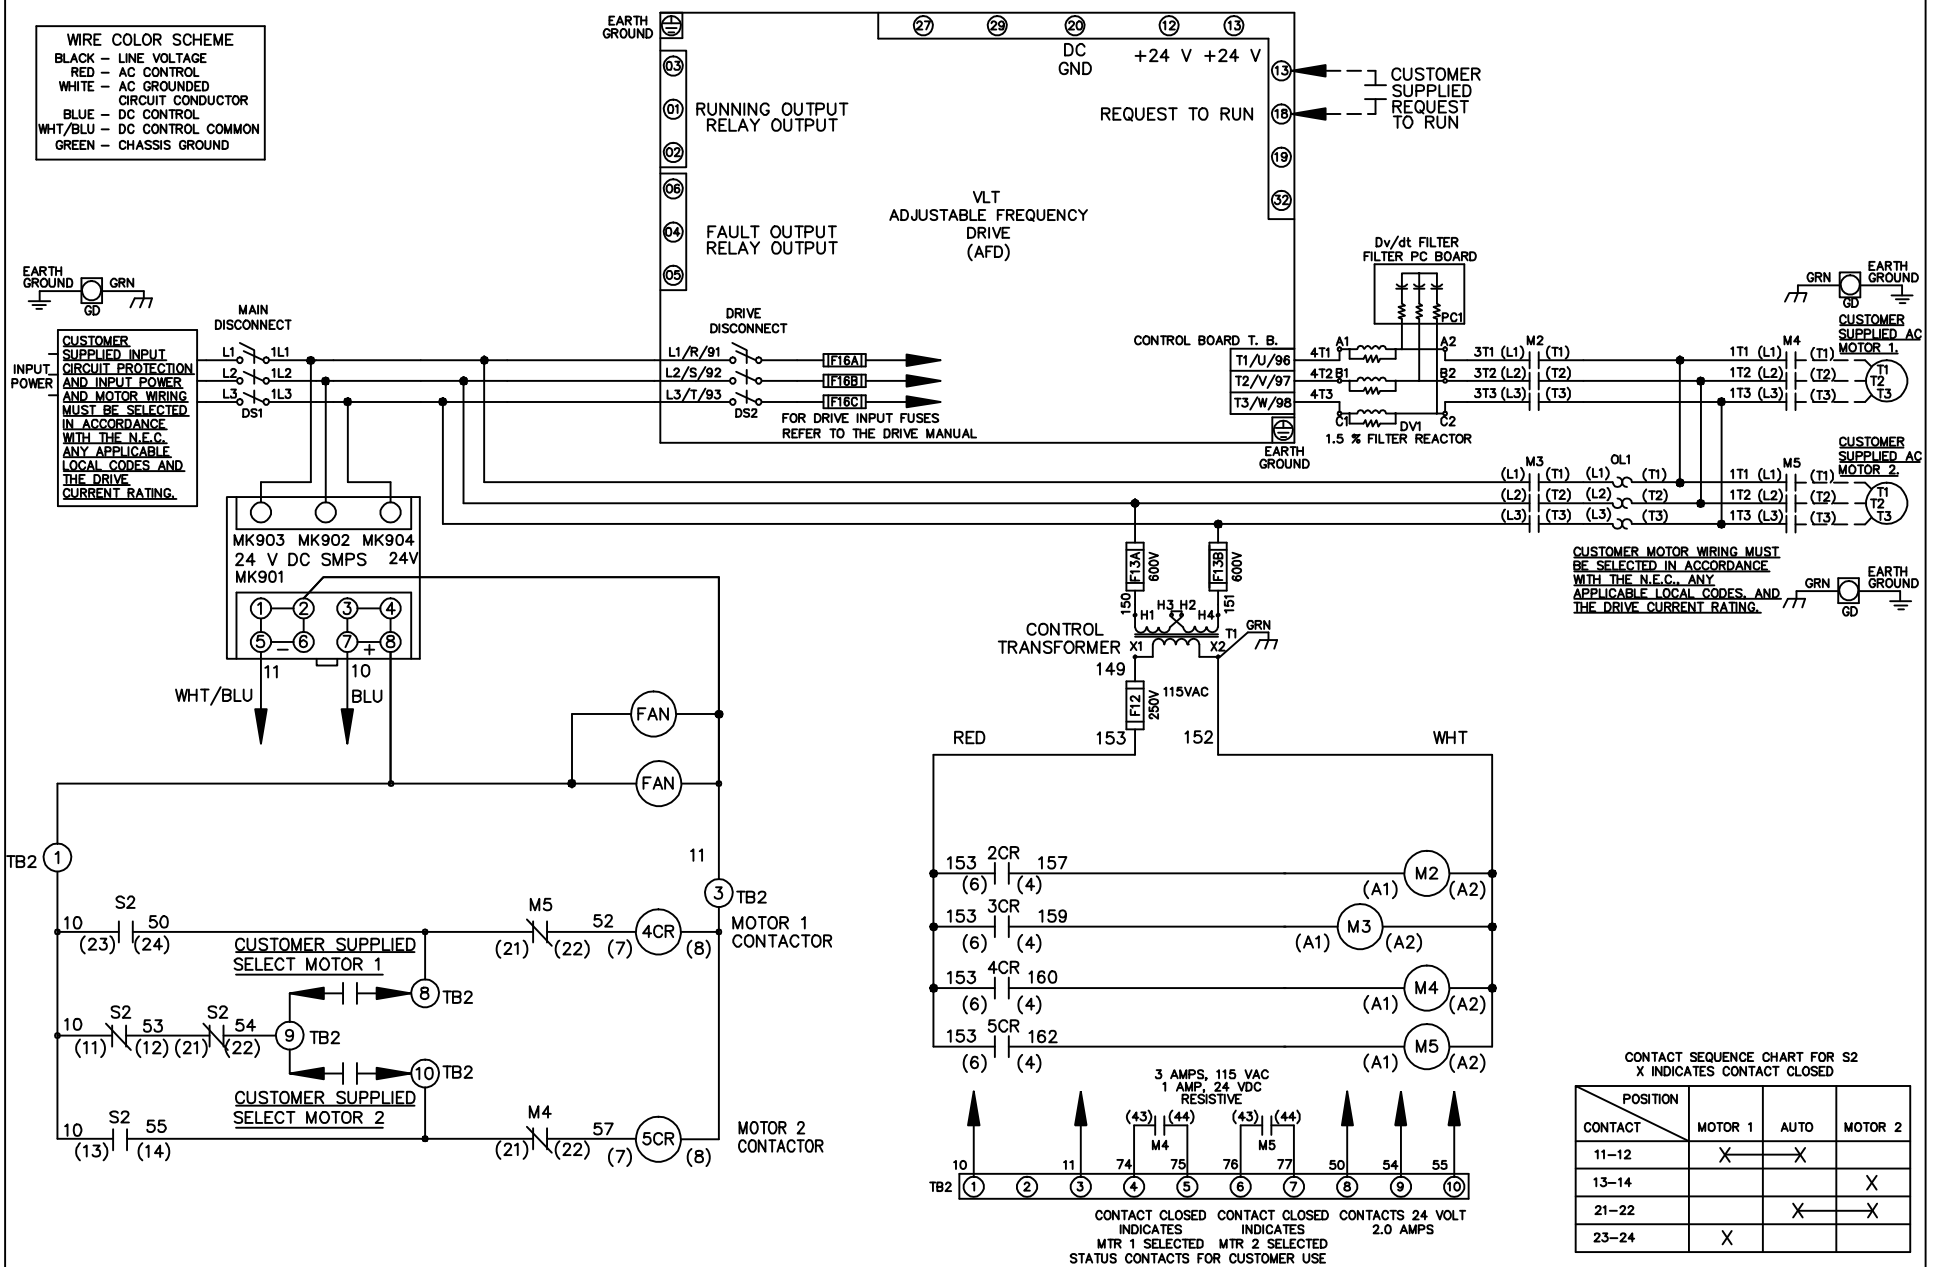 WIRE COLOR SCHEME
BLACK – LINE VOLTAGE
RED – AC CONTROL
WHITE – AC GROUNDED
CIRCUIT CONDUCTOR
BLUE – DC CONTROL
WHT/BLU – DC CONTROL COMMON
GREEN – CHASSIS GROUND
EARTH
GROUND
03
01
02
RUNNING OUTPUT
RELAY OUTPUT
06
04
05
FAULT OUTPUT
RELAY OUTPUT
27 29 20 12 13
DC
GND
+24 V +24 V
13
REQUEST TO RUN 18
19
32
CUSTOMER
SUPPLIED
REQUEST
TO RUN
VLT
ADJUSTABLE FREQUENCY
DRIVE
(AFD)
EARTH
GROUND
GRN
GD
INPUT
POWER
CUSTOMER
SUPPLIED INPUT
CIRCUIT PROTECTION
AND INPUT POWER
AND MOTOR WIRING
MUST BE SELECTED
IN ACCORDANCE
WITH THE N.E.C.
ANY APPLICABLE
LOCAL CODES AND
THE DRIVE
CURRENT RATING.
MAIN
DISCONNECT
L1 1L1
L2 1L2
L3 1L3
DS1
DRIVE
DISCONNECT
L1/R/91 F16A
L2/S/92 F16B
L3/T/93 F16C
DS2
FOR DRIVE INPUT FUSES
REFER TO THE DRIVE MANUAL
CONTROL BOARD T. B.
T1/U/96 4T1
T2/V/97 4T2
T3/W/98 4T3
EARTH
GROUND
Dv/dt FILTER
FILTER PC BOARD
PC1
A1 A2
B1 B2
C1 C2
DV1
1.5 % FILTER REACTOR
M2
3T1 (L1) (T1)
3T2 (L2) (T2)
3T3 (L3) (T3)
M4
1T1 (L1) (T1)
1T2 (L2) (T2)
1T3 (L3) (T3)
GRN
GD
EARTH
GROUND
CUSTOMER
SUPPLIED AC
MOTOR 1.
T1
T2
T3
M3 OL1
(L1) (T1) (L1) (T1)
(L2) (T2) (L2) (T2)
(L3) (T3) (L3) (T3)
M5
1T1 (L1) (T1)
1T2 (L2) (T2)
1T3 (L3) (T3)
CUSTOMER
SUPPLIED AC
MOTOR 2.
T1
T2
T3
CUSTOMER MOTOR WIRING MUST
BE SELECTED IN ACCORDANCE
WITH THE N.E.C., ANY
APPLICABLE LOCAL CODES, AND
THE DRIVE CURRENT RATING.
GRN
GD
EARTH
GROUND
MK903 MK902 MK904
24 V DC SMPS 24V
MK901
1 2 3 4
5 – 6 7 + 8
11 10
WHT/BLU BLU
FAN
FAN
TB2 1
11
3 TB2
F13A 600V
F13B 600V
150 151
H1 H3 H2 H4
CONTROL
TRANSFORMER
T1
GRN
X1 X2
149
F12 250V
115VAC
153 152
RED WHT
153 2CR 157 M2
(6) (4) (A1) (A2)
153 3CR 159 M3
(6) (4) (A1) (A2)
153 4CR 160 M4
(6) (4) (A1) (A2)
153 5CR 162 M5
(6) (4) (A1) (A2)
10 S2 50 M5 52 4CR
(23) (24) (21) (22) (7) (8)
MOTOR 1
CONTACTOR
CUSTOMER SUPPLIED
SELECT MOTOR 1
8 TB2
10 S2 53 S2 54 9 TB2
(11) (12) (21) (22)
10 TB2
CUSTOMER SUPPLIED
SELECT MOTOR 2
10 S2 55 M4 57 5CR
(13) (14) (21) (22) (7) (8)
MOTOR 2
CONTACTOR
3 AMPS, 115 VAC
1 AMP, 24 VDC
RESISTIVE
(43) (44) (43) (44)
M4 M5
10 11 74 75 76 77 50 54 55
TB2 1 2 3 4 5 6 7 8 9 10
CONTACT CLOSED
INDICATES
MTR 1 SELECTED
CONTACT CLOSED
INDICATES
MTR 2 SELECTED
STATUS CONTACTS FOR CUSTOMER USE
CONTACTS 24 VOLT
2.0 AMPS
CONTACT SEQUENCE CHART FOR S2
X INDICATES CONTACT CLOSED
POSITION
CONTACT MOTOR 1 AUTO MOTOR 2
11–12 X X
13–14 X
21–22 X X
23–24 X